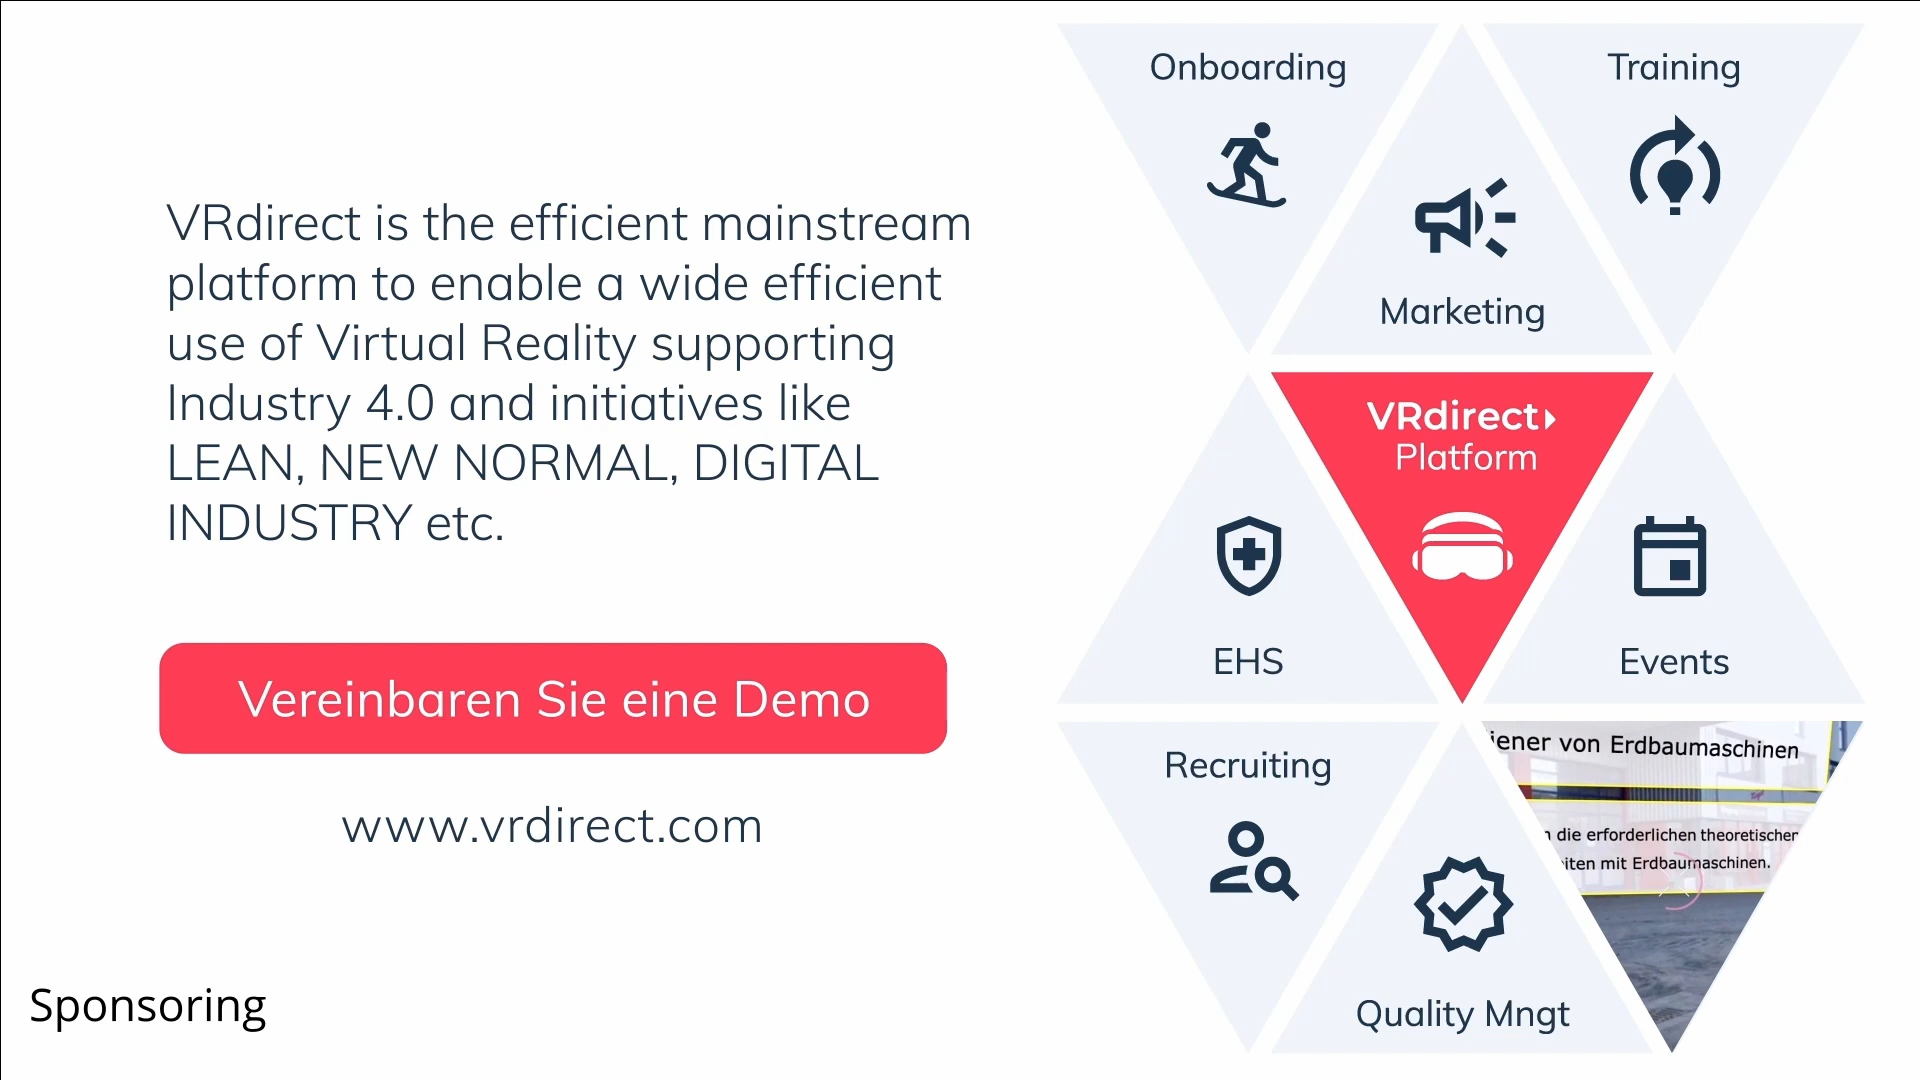 VRdirect is the efficient mainstream
platform to enable a wide efficient
use of Virtual Reality supporting
Industry 4.0 and initiatives like
LEAN, NEW NORMAL, DIGITAL
INDUSTRY etc.
Vereinbaren Sie eine Demo
www.vrdirect.com
Sponsoring
Onboarding
Training
Marketing
VRdirect
Platform
EHS
Events
Recruiting
Quality Mngt
von Erdbaumaschinen
die erforderlichen theoretischen
mit Erdbaumaschinen.